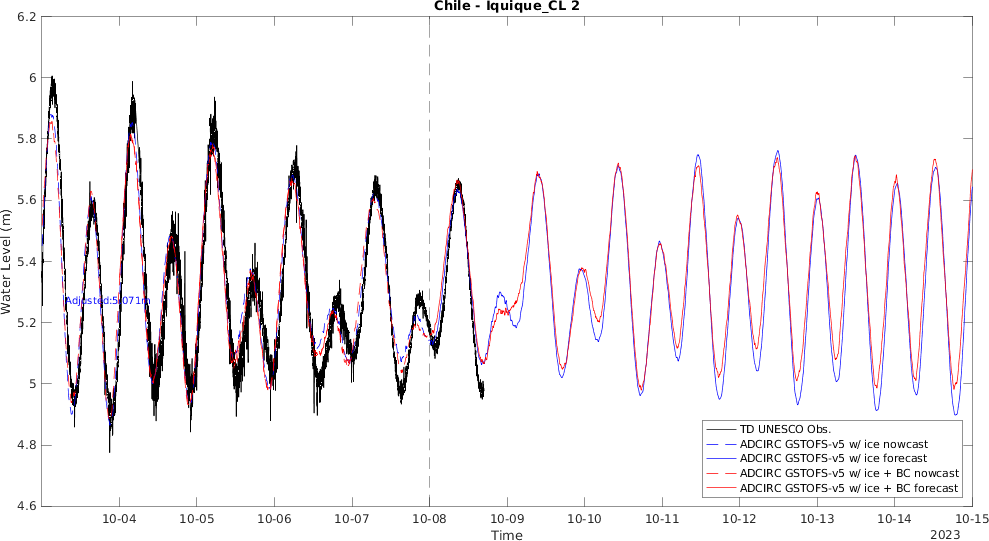 Chile - Iquique_CL 2
6.2
6
5.8
5.6
5.4
5.2
5
4.8
4.6
Water Level (m)
Adjusted:5.071m
TD UNESCO Obs.
ADCIRC GSTOFS-v5 w/ ice nowcast
ADCIRC GSTOFS-v5 w/ ice forecast
ADCIRC GSTOFS-v5 w/ ice + BC nowcast
ADCIRC GSTOFS-v5 w/ ice + BC forecast
10-04 10-05 10-06 10-07 10-08 10-09 10-10 10-11 10-12 10-13 10-14 10-15
Time
2023